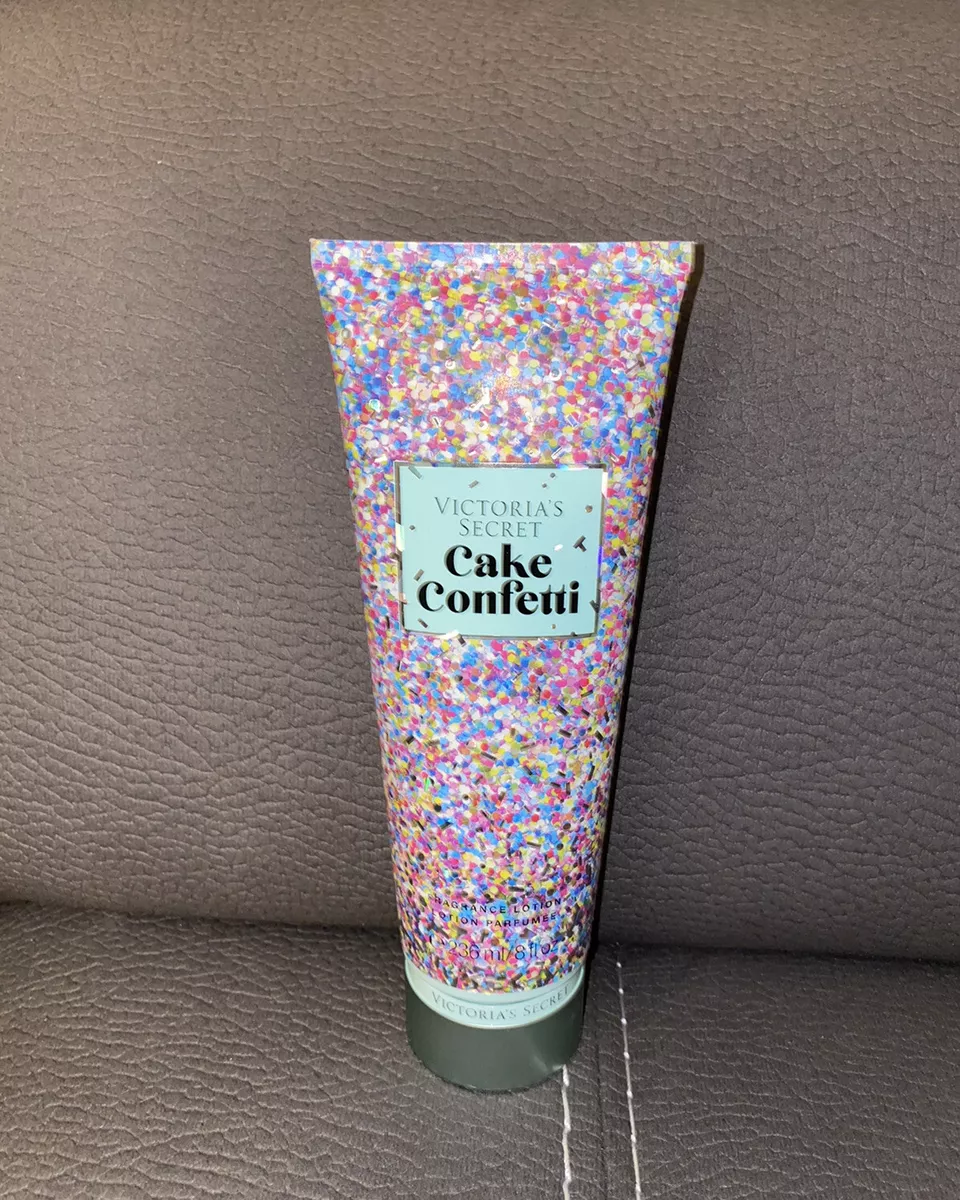 VICTORIA'S
SECRET
Cake
Confetti
FRAGRANCE LOTION
LOTION PARFUMÉE
236 ml/8 fl oz
VICTORIA'S SECRET